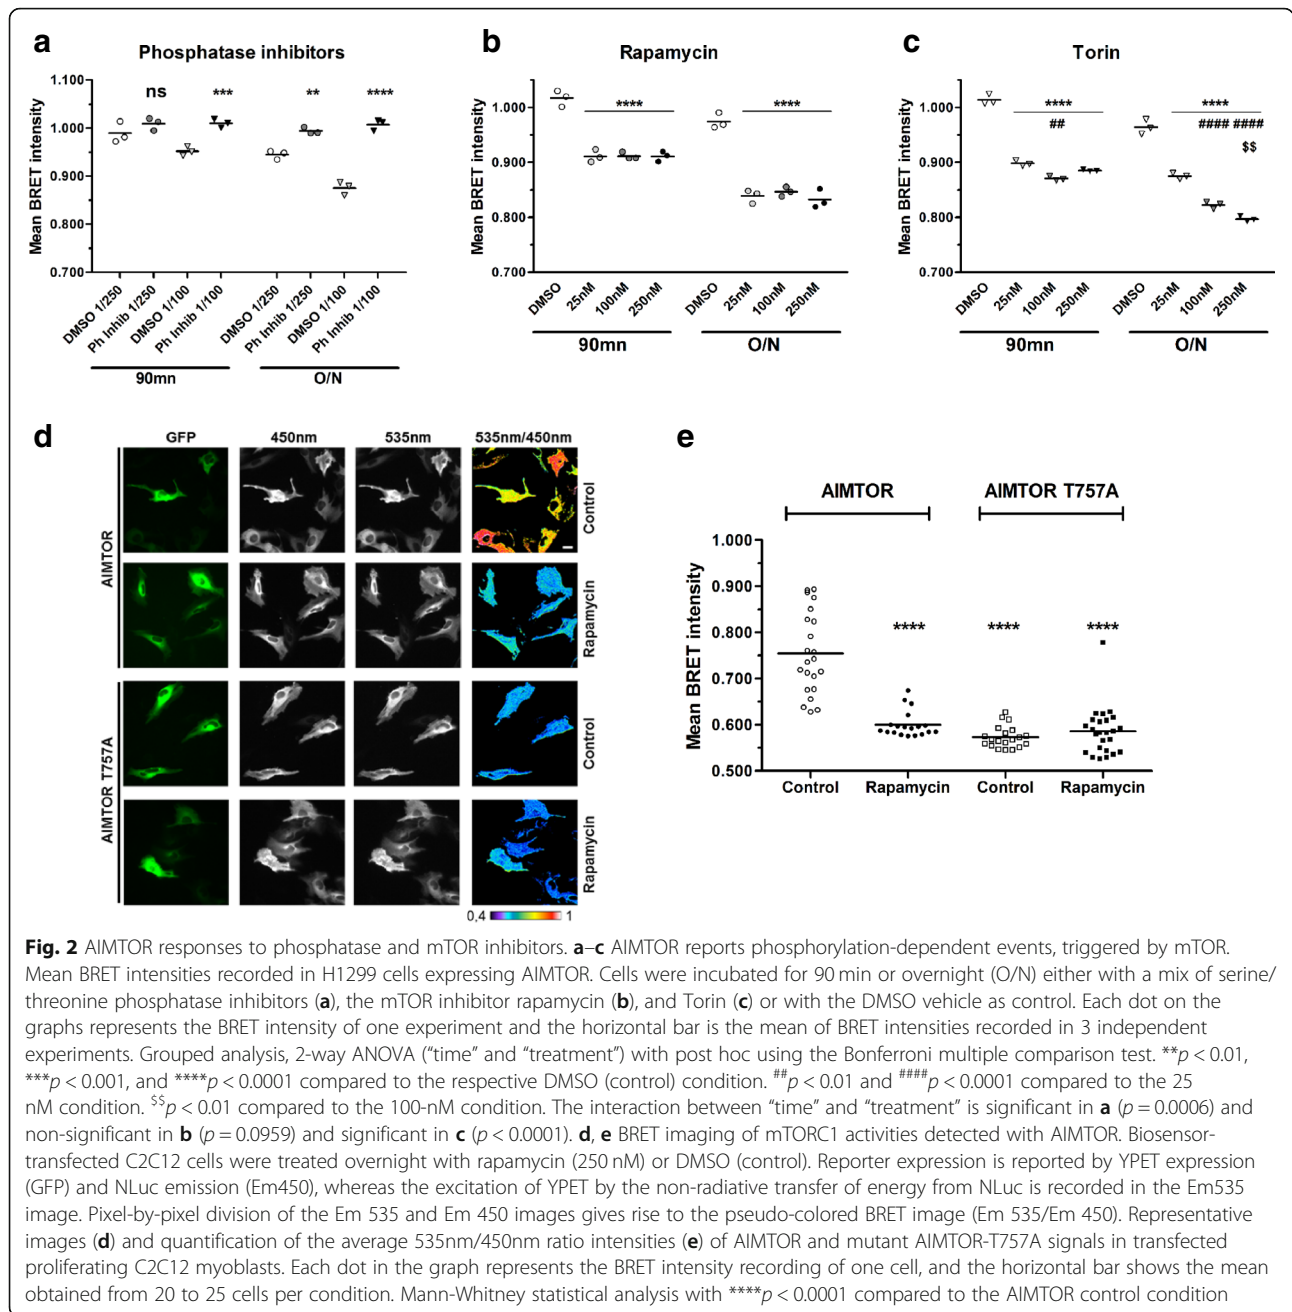 a
Phosphatase inhibitors
Mean BRET intensity
1.100
1.000
0.900
0.800
0.700
ns
***
**
****
DMSO 1/250
Ph Inhib 1/250
DMSO 1/100
Ph Inhib 1/100
DMSO 1/250
Ph Inhib 1/250
DMSO 1/100
Ph Inhib 1/100
90mn
O/N
b
Rapamycin
Mean BRET intensity
1.000
0.900
0.800
0.700
****
****
DMSO
25nM
100nM
250nM
DMSO
25nM
100nM
250nM
90mn
O/N
c
Torin
Mean BRET intensity
1.000
0.900
0.800
0.700
****
##
****
#### ####
$$
DMSO
25nM
100nM
250nM
DMSO
25nM
100nM
250nM
90mn
O/N
d
GFP
450nm
535nm
535nm/450nm
AIMTOR
Control
Rapamycin
AIMTOR T757A
Control
Rapamycin
0,4
1
e
AIMTOR
AIMTOR T757A
Mean BRET intensity
1.000
0.900
0.800
0.700
0.600
0.500
****
****
****
Control
Rapamycin
Control
Rapamycin
Fig. 2 AIMTOR responses to phosphatase and mTOR inhibitors. a–c AIMTOR reports phosphorylation-dependent events, triggered by mTOR.
Mean BRET intensities recorded in H1299 cells expressing AIMTOR. Cells were incubated for 90 min or overnight (O/N) either with a mix of serine/
threonine phosphatase inhibitors (a), the mTOR inhibitor rapamycin (b), and Torin (c) or with the DMSO vehicle as control. Each dot on the
graphs represents the BRET intensity of one experiment and the horizontal bar is the mean of BRET intensities recorded in 3 independent
experiments. Grouped analysis, 2-way ANOVA (“time” and “treatment”) with post hoc using the Bonferroni multiple comparison test. **p < 0.01,
***p < 0.001, and ****p < 0.0001 compared to the respective DMSO (control) condition. ##p < 0.01 and ####p < 0.0001 compared to the 25
nM condition. $$p < 0.01 compared to the 100-nM condition. The interaction between “time” and “treatment” is significant in a (p = 0.0006) and
non-significant in b (p = 0.0959) and significant in c (p < 0.0001). d, e BRET imaging of mTORC1 activities detected with AIMTOR. Biosensor-
transfected C2C12 cells were treated overnight with rapamycin (250 nM) or DMSO (control). Reporter expression is reported by YPET expression
(GFP) and NLuc emission (Em450), whereas the excitation of YPET by the non-radiative transfer of energy from NLuc is recorded in the Em535
image. Pixel-by-pixel division of the Em 535 and Em 450 images gives rise to the pseudo-colored BRET image (Em 535/Em 450). Representative
images (d) and quantification of the average 535nm/450nm ratio intensities (e) of AIMTOR and mutant AIMTOR-T757A signals in transfected
proliferating C2C12 myoblasts. Each dot in the graph represents the BRET intensity recording of one cell, and the horizontal bar shows the mean
obtained from 20 to 25 cells per condition. Mann-Whitney statistical analysis with ****p < 0.0001 compared to the AIMTOR control condition